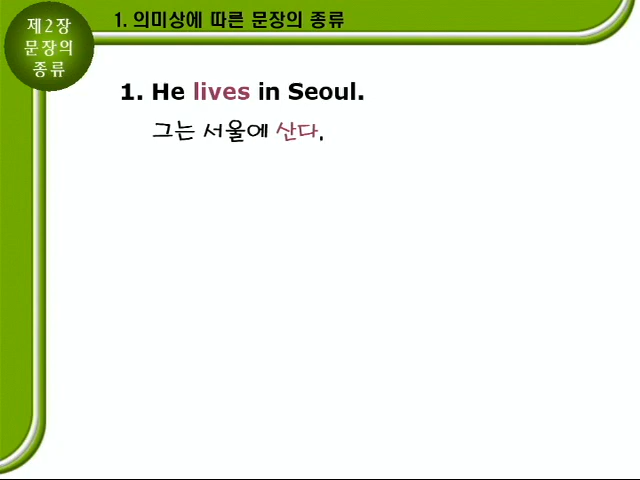 제2장
문장의
종류
1. 의미상에 따른 문장의 종류
1. He lives in Seoul.
그는 서울에 산다.